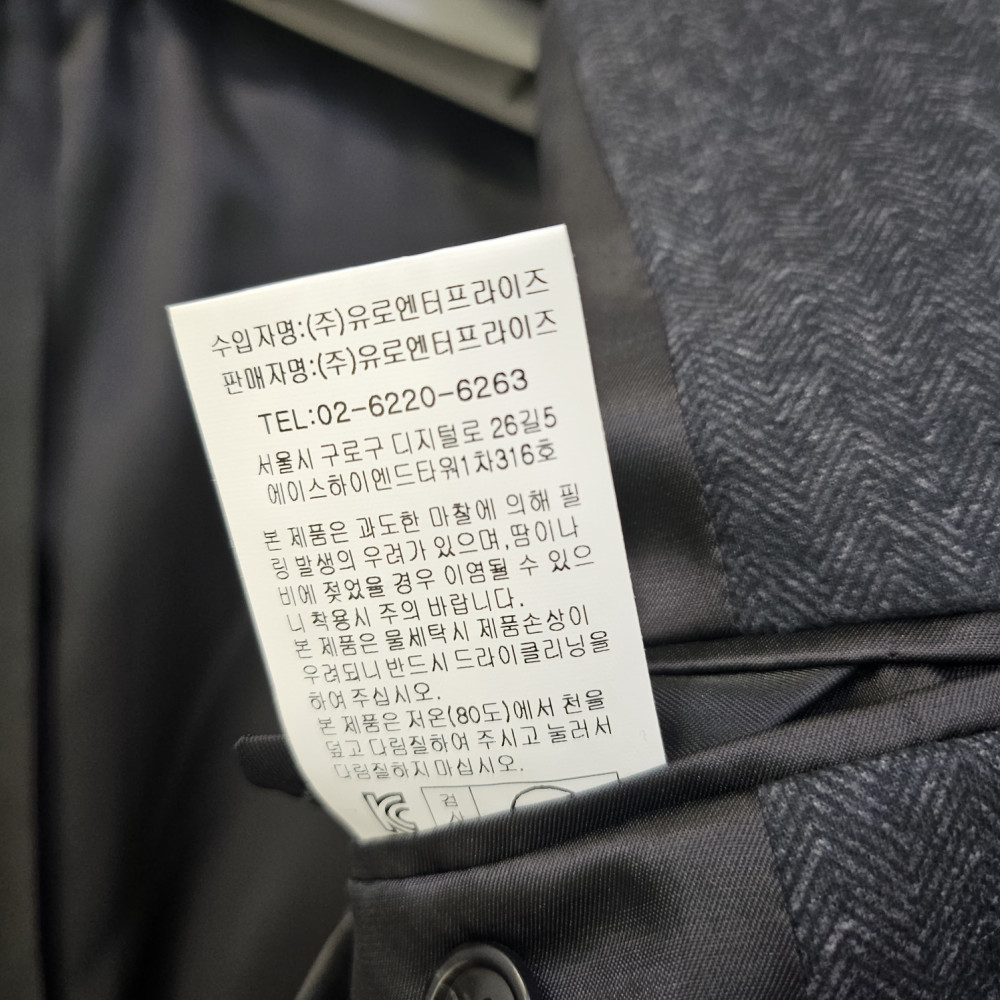 수입자명:(주)유로엔터프라이즈
판매자명:(주)유로엔터프라이즈
TEL:02-6220-6263
서울시 구로구 디지털로 26길5
에이스하이엔드타워1차316호
본 제품은 과도한 마찰에 의해 필
링 발생의 우려가 있으며,땀이나
비에 젖었을 경우 이염될 수 있으
니 착용시 주의 바랍니다.
본 제품은 물세탁시 제품손상이
우려되니 반드시 드라이클리닝을
하여 주십시오.
본 제품은 저온(80도)에서 천을
덮고 다림질하여 주시고 눌러서
다림질하지 마십시오.
KC 검